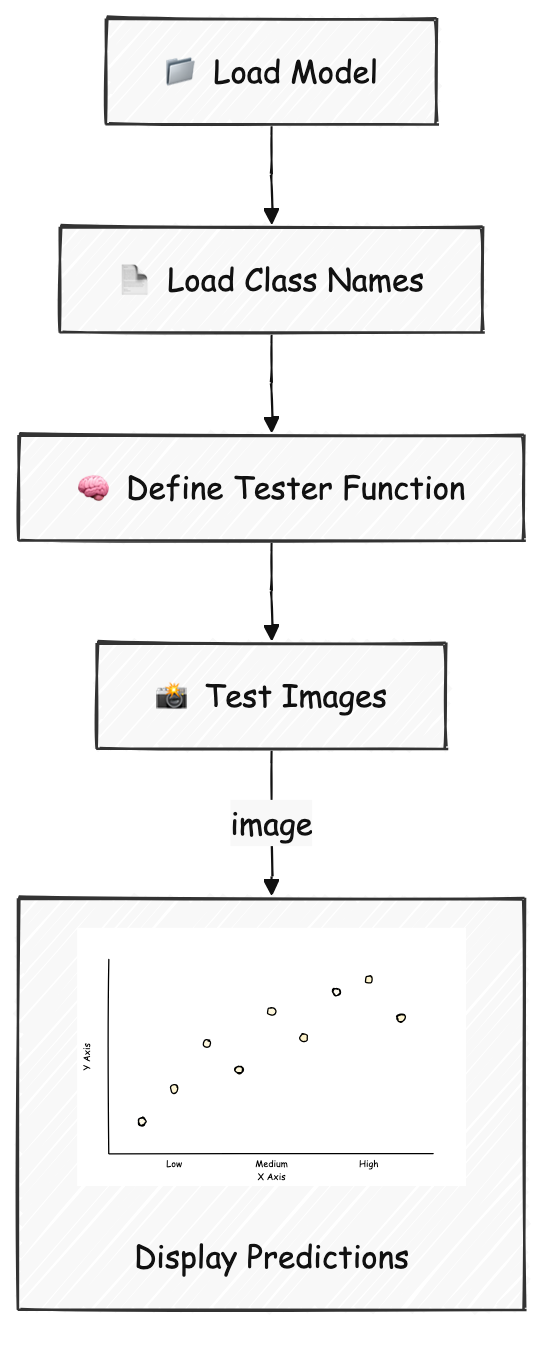 Load Model
Load Class Names
Define Tester Function
Test Images
image
Y Axis
Low Medium High
X Axis
Display Predictions